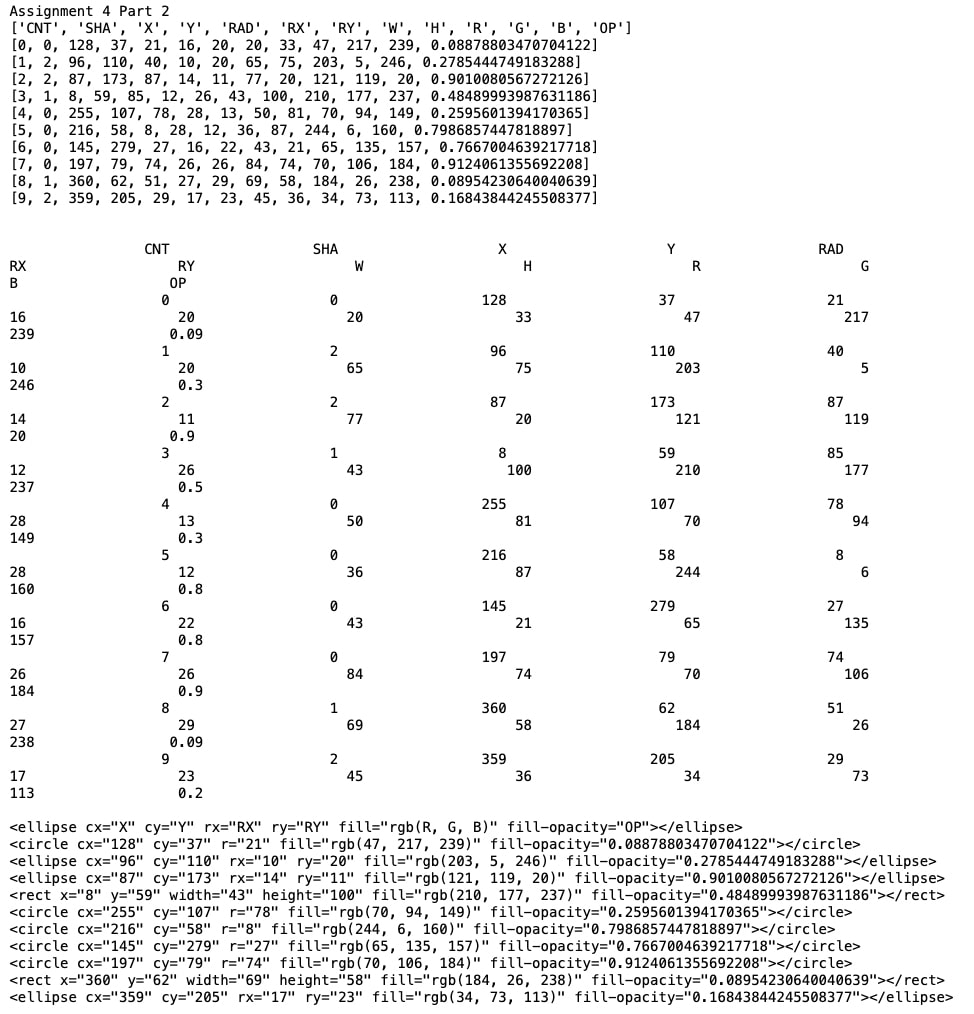 Assignment 4 Part 2
['CNT', 'SHA', 'X', 'Y', 'RAD', 'RX', 'RY', 'W', 'H', 'R', 'G', 'B', 'OP']
[0, 0, 128, 37, 21, 16, 20, 20, 33, 47, 217, 239, 0.08878803470704122]
[1, 2, 96, 110, 40, 10, 20, 65, 75, 203, 5, 246, 0.2785444749183288]
[2, 2, 87, 173, 87, 14, 11, 77, 20, 121, 119, 20, 0.9010080567272126]
[3, 1, 8, 59, 85, 12, 26, 43, 100, 210, 177, 237, 0.48489993987631186]
[4, 0, 255, 107, 78, 28, 13, 50, 81, 70, 94, 149, 0.2595601394170365]
[5, 0, 216, 58, 8, 28, 12, 36, 87, 244, 6, 160, 0.7986857447818897]
[6, 0, 145, 279, 27, 16, 22, 43, 21, 65, 135, 157, 0.7667004639217718]
[7, 0, 197, 79, 74, 26, 26, 84, 74, 70, 106, 184, 0.9124061355692208]
[8, 1, 360, 62, 51, 27, 29, 69, 58, 184, 26, 238, 0.08954230640040639]
[9, 2, 359, 205, 29, 17, 23, 45, 36, 34, 73, 113, 0.16843844245508377]
CNT SHA X Y RAD
RX RY W H R G
B OP
0 0 128 37 21
16 20 20 33 47 217
239 0.09
1 2 96 110 40
10 20 65 75 203 5
246 0.3
2 2 87 173 87
14 11 77 20 121 119
20 0.9
3 1 8 59 85
12 26 43 100 210 177
237 0.5
4 0 255 107 78
28 13 50 81 70 94
149 0.3
5 0 216 58 8
28 12 36 87 244 6
160 0.8
6 0 145 279 27
16 22 43 21 65 135
157 0.8
7 0 197 79 74
26 26 84 74 70 106
184 0.9
8 1 360 62 51
27 29 69 58 184 26
238 0.09
9 2 359 205 29
17 23 45 36 34 73
113 0.2
<ellipse cx="X" cy="Y" rx="RX" ry="RY" fill="rgb(R, G, B)" fill-opacity="OP"></ellipse>
<circle cx="128" cy="37" r="21" fill="rgb(47, 217, 239)" fill-opacity="0.08878803470704122"></circle>
<ellipse cx="96" cy="110" rx="10" ry="20" fill="rgb(203, 5, 246)" fill-opacity="0.2785444749183288"></ellipse>
<ellipse cx="87" cy="173" rx="14" ry="11" fill="rgb(121, 119, 20)" fill-opacity="0.9010080567272126"></ellipse>
<rect x="8" y="59" width="43" height="100" fill="rgb(210, 177, 237)" fill-opacity="0.48489993987631186"></rect>
<circle cx="255" cy="107" r="78" fill="rgb(70, 94, 149)" fill-opacity="0.2595601394170365"></circle>
<circle cx="216" cy="58" r="8" fill="rgb(244, 6, 160)" fill-opacity="0.7986857447818897"></circle>
<circle cx="145" cy="279" r="27" fill="rgb(65, 135, 157)" fill-opacity="0.7667004639217718"></circle>
<circle cx="197" cy="79" r="74" fill="rgb(70, 106, 184)" fill-opacity="0.9124061355692208"></circle>
<rect x="360" y="62" width="69" height="58" fill="rgb(184, 26, 238)" fill-opacity="0.08954230640040639"></rect>
<ellipse cx="359" cy="205" rx="17" ry="23" fill="rgb(34, 73, 113)" fill-opacity="0.16843844245508377"></ellipse>